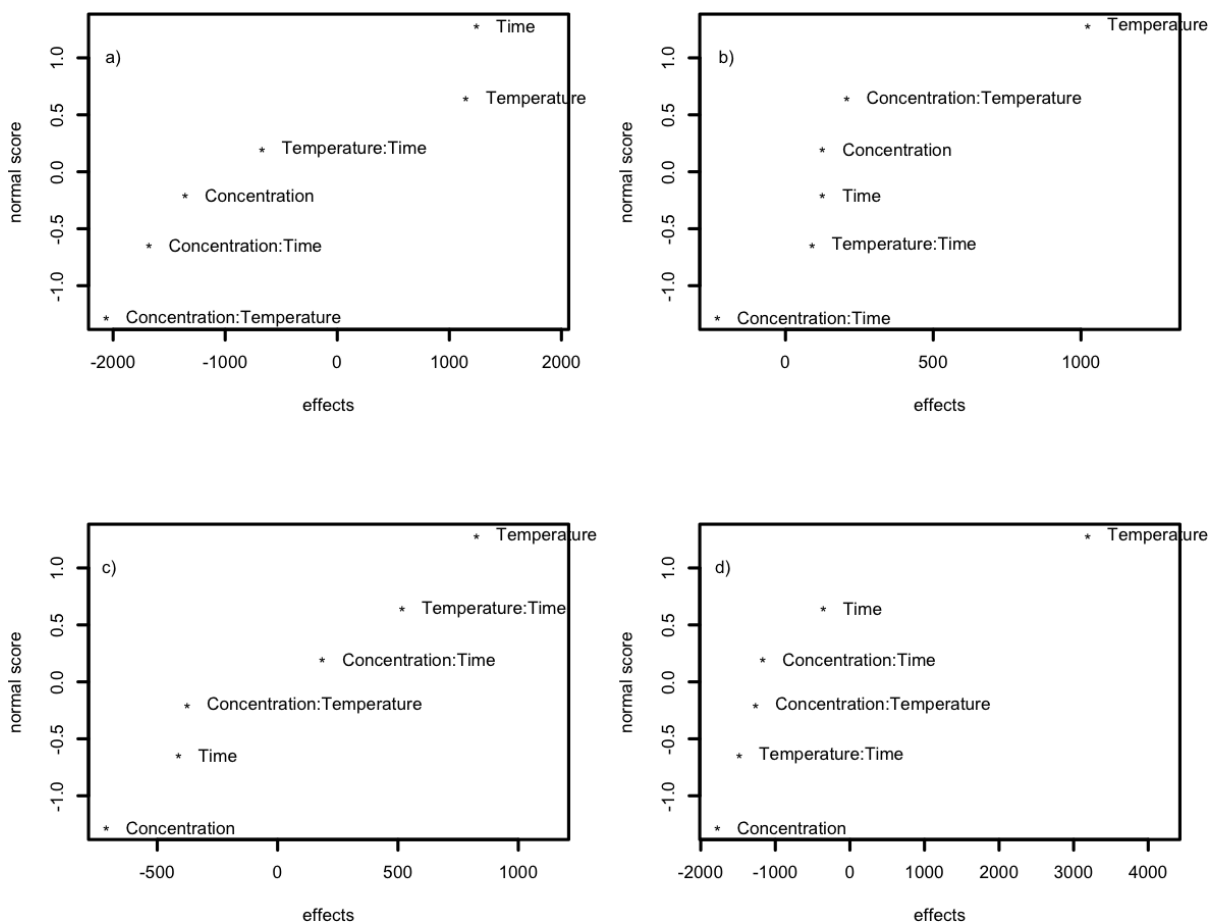 a)
Time
Temperature
Temperature:Time
Concentration
Concentration:Time
Concentration:Temperature
normal score
1.0
0.5
0.0
-0.5
-1.0
-2000 -1000 0 1000 2000
effects
b)
Temperature
Concentration:Temperature
Concentration
Time
Temperature:Time
Concentration:Time
normal score
1.0
0.5
0.0
-0.5
-1.0
0 500 1000
effects
c)
Temperature
Temperature:Time
Concentration:Time
Concentration:Temperature
Time
Concentration
normal score
1.0
0.5
0.0
-0.5
-1.0
-500 0 500 1000
effects
d)
Temperature
Time
Concentration:Time
Concentration:Temperature
Temperature:Time
Concentration
normal score
1.0
0.5
0.0
-0.5
-1.0
-2000 -1000 0 1000 2000 3000 4000
effects